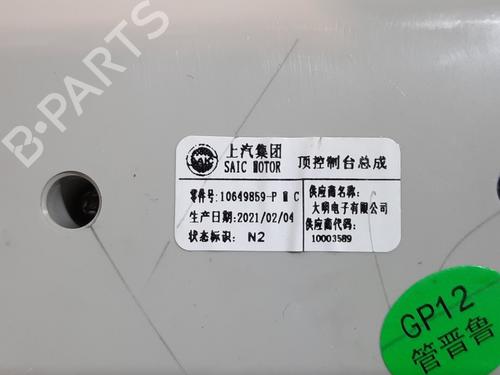 B-PARTS
SAIC
上汽集团
SAIC MOTOR
顶控制台总成
零件号:10649859-P M C
生产日期:2021/02/04
状态标识: N2
供应商名称:
大明电子有限公司
供应商代码:
10003589
GP12
管晋鲁